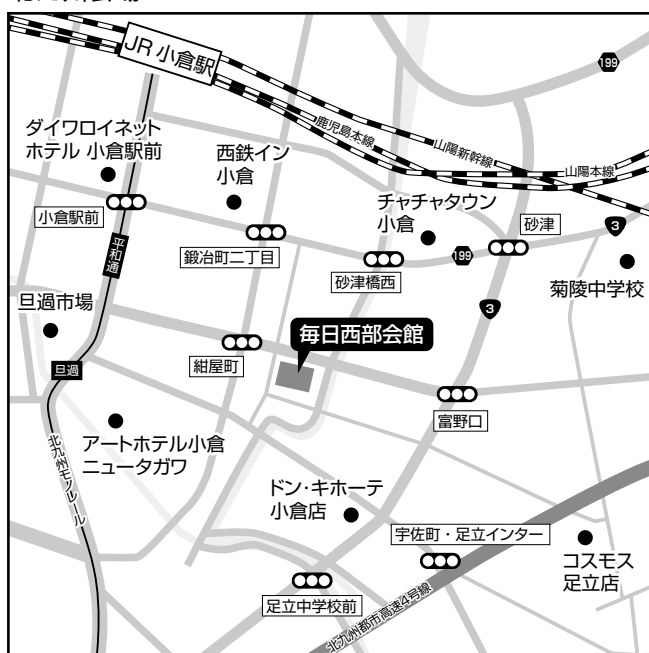 JR 小倉駅
199
ダイワロイネット
ホテル 小倉駅前
西鉄イン
小倉
鹿児島本線
山陽新幹線
山陽本線
チャチャタウン
小倉
砂津
3
小倉駅前
平和通
鍛冶町二丁目
砂津橋西
199
菊陵中学校
旦過市場
3
毎日西部会館
紺屋町
旦過
富野口
アートホテル小倉
ニュータガワ
北九州モノレール
ドン・キホーテ
小倉店
宇佐町・足立インター
コスモス
足立店
足立中学校前
北九州都市高速4号線